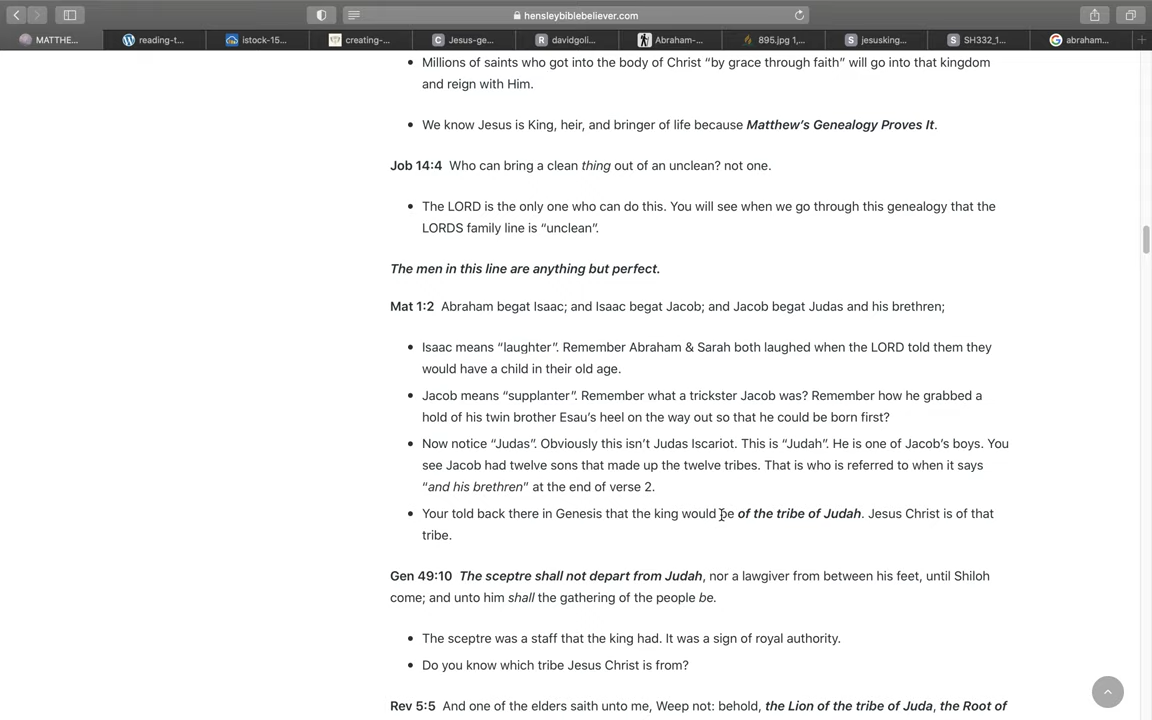 hensleybiblebeliever.com
MATTHE...
reading-t...
istock-15...
creating-...
Jesus-ge...
davidgoli...
Abraham-...
895.jpg 1,...
jesusking...
SH332_1...
abraham...
Millions of saints who got into the body of Christ “by grace through faith” will go into that kingdom
and reign with Him.
We know Jesus is King, heir, and bringer of life because Matthew’s Genealogy Proves It.
Job 14:4 Who can bring a clean thing out of an unclean? not one.
The LORD is the only one who can do this. You will see when we go through this genealogy that the
LORDS family line is “unclean”.
The men in this line are anything but perfect.
Mat 1:2 Abraham begat Isaac; and Isaac begat Jacob; and Jacob begat Judas and his brethren;
Isaac means “laughter”. Remember Abraham & Sarah both laughed when the LORD told them they
would have a child in their old age.
Jacob means “supplanter”. Remember what a trickster Jacob was? Remember how he grabbed a
hold of his twin brother Esau’s heel on the way out so that he could be born first?
Now notice “Judas”. Obviously this isn’t Judas Iscariot. This is “Judah”. He is one of Jacob’s boys. You
see Jacob had twelve sons that made up the twelve tribes. That is who is referred to when it says
“and his brethren” at the end of verse 2.
Your told back there in Genesis that the king would be of the tribe of Judah. Jesus Christ is of that
tribe.
Gen 49:10 The sceptre shall not depart from Judah, nor a lawgiver from between his feet, until Shiloh
come; and unto him shall the gathering of the people be.
The sceptre was a staff that the king had. It was a sign of royal authority.
Do you know which tribe Jesus Christ is from?
Rev 5:5 And one of the elders saith unto me, Weep not: behold, the Lion of the tribe of Juda, the Root of